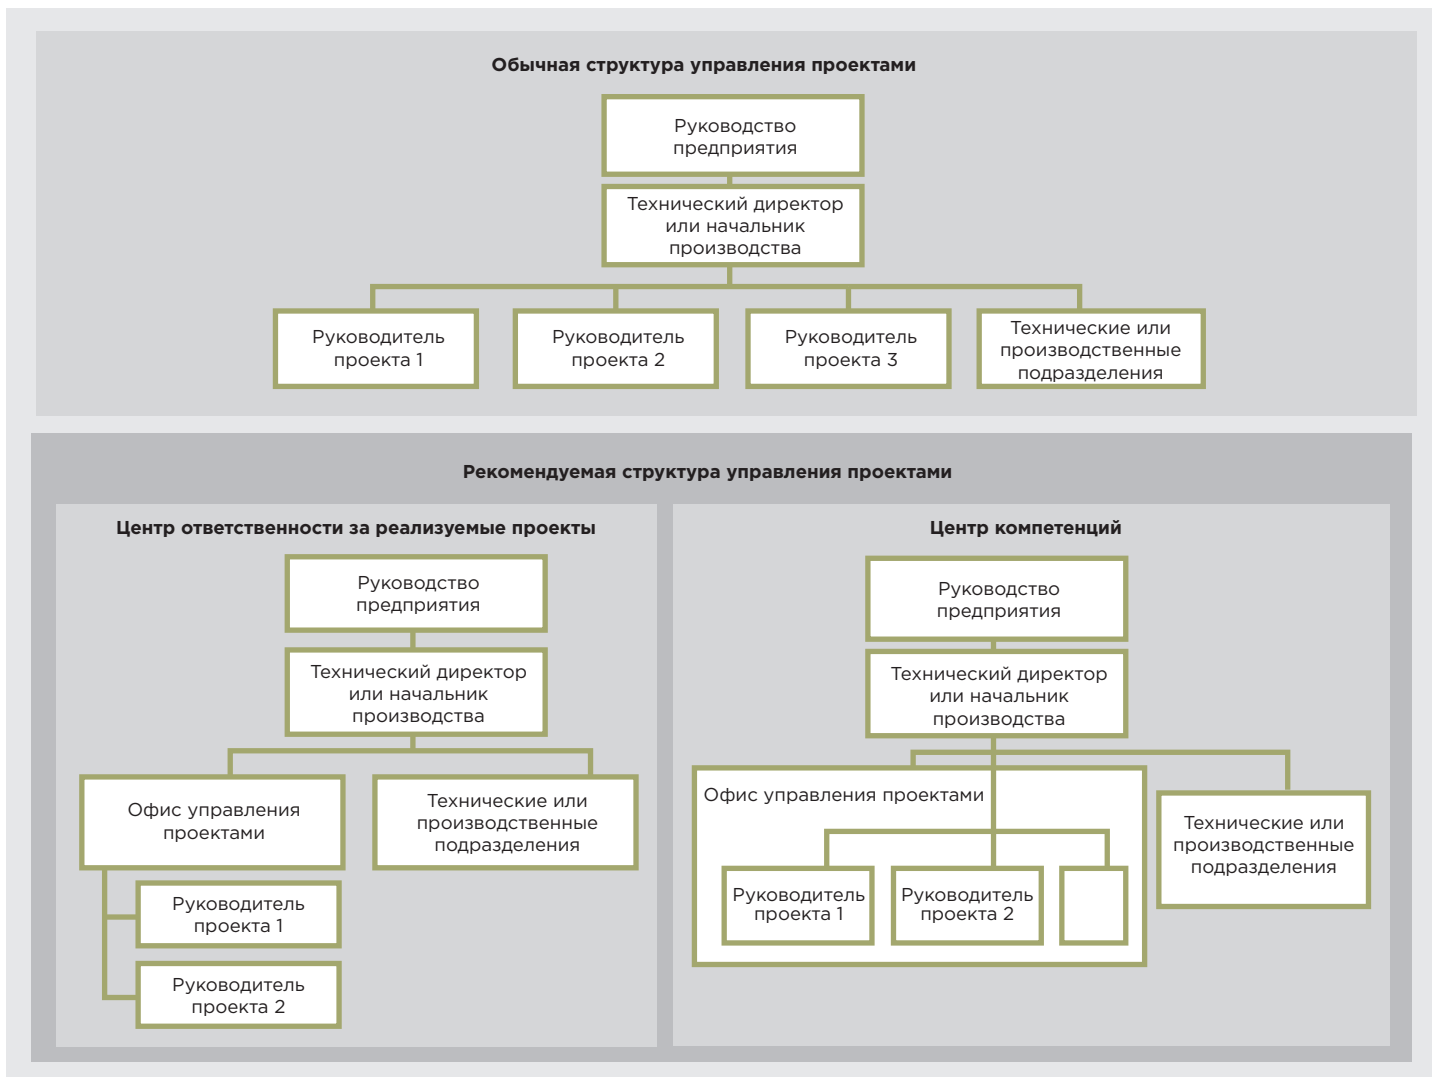 Обычная структура управления проектами
Руководство
предприятия
Технический директор
или начальник
производства
Руководитель
проекта 1
Руководитель
проекта 2
Руководитель
проекта 3
Технические или
производственные
подразделения
Рекомендуемая структура управления проектами
Центр ответственности за реализуемые проекты
Руководство
предприятия
Технический директор
или начальник
производства
Офис управления
проектами
Технические или
производственные
подразделения
Руководитель
проекта 1
Руководитель
проекта 2
Центр компетенций
Руководство
предприятия
Технический директор
или начальник
производства
Офис управления проектами
Руководитель
проекта 1
Руководитель
проекта 2
Технические или
производственные
подразделения